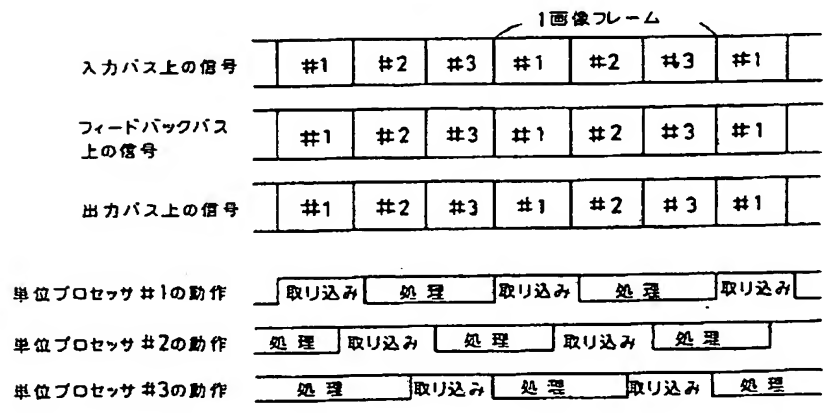 1画像フレーム
入力バス上の信号 #1 #2 #3 #1 #2 #3 #1
フィードバックバス
上の信号 #1 #2 #3 #1 #2 #3 #1
出力バス上の信号 #1 #2 #3 #1 #2 #3 #1
単位プロセッサ #1の動作 取り込み 処理 取り込み 処理 取り込み
単位プロセッサ #2の動作 処理 取り込み 処理 取り込み 処理
単位プロセッサ #3の動作 処理 取り込み 処理 取り込み 処理